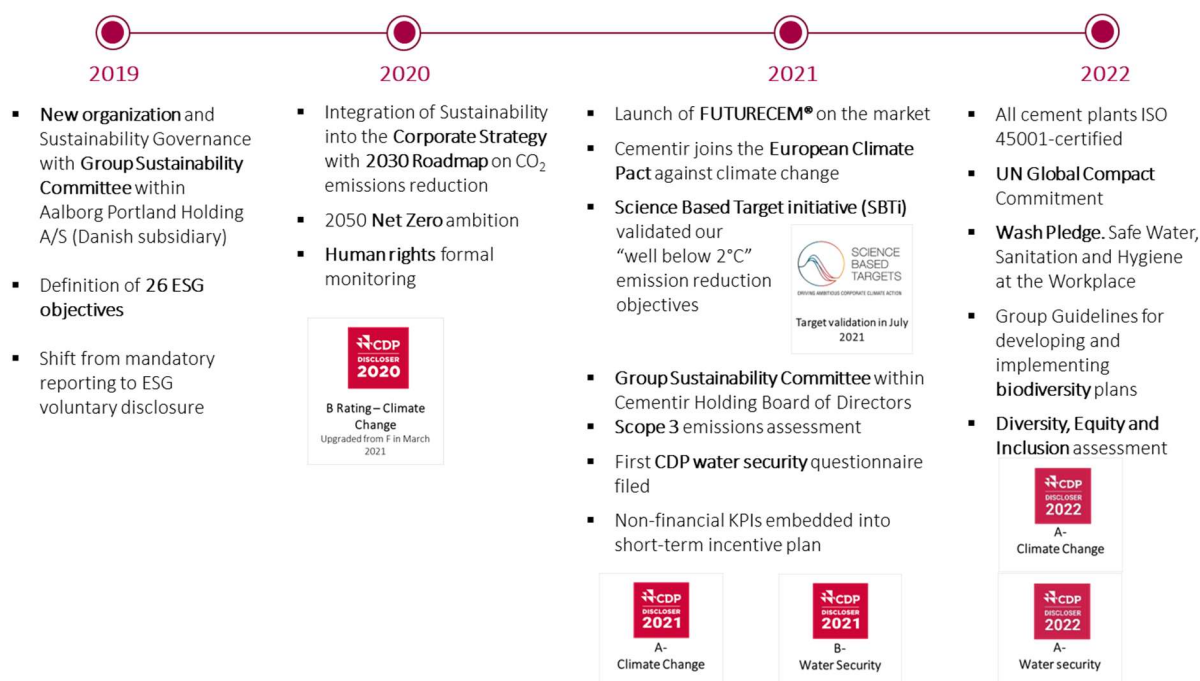 2019
▪ New organization and
Sustainability Governance
with Group Sustainability
Committee within
Aalborg Portland Holding
A/S (Danish subsidiary)
▪ Definition of 26 ESG
objectives
▪ Shift from mandatory
reporting to ESG
voluntary disclosure
2020
▪ Integration of Sustainability
into the Corporate Strategy
with 2030 Roadmap on CO₂
emissions reduction
▪ 2050 Net Zero ambition
▪ Human rights formal
monitoring
CDP
DISCLOSER
2020
B Rating – Climate
Change
Upgraded from F in March
2021
2021
▪ Launch of FUTURECEM® on the market
▪ Cementir joins the European Climate
Pact against climate change
▪ Science Based Target initiative (SBTi)
validated our
“well below 2°C”
emission reduction
objectives
SCIENCE
BASED
TARGETS
DRIVING AMBITIOUS CORPORATE CLIMATE ACTION
Target validation in July
2021
▪ Group Sustainability Committee within
Cementir Holding Board of Directors
▪ Scope 3 emissions assessment
▪ First CDP water security questionnaire
filed
▪ Non-financial KPIs embedded into
short-term incentive plan
CDP
DISCLOSER
2021
A-
Climate Change
CDP
DISCLOSER
2021
B-
Water Security
2022
▪ All cement plants ISO
45001-certified
▪ UN Global Compact
Commitment
▪ Wash Pledge. Safe Water,
Sanitation and Hygiene
at the Workplace
▪ Group Guidelines for
developing and
implementing
biodiversity plans
▪ Diversity, Equity and
Inclusion assessment
CDP
DISCLOSER
2022
A-
Climate Change
CDP
DISCLOSER
2022
A-
Water security